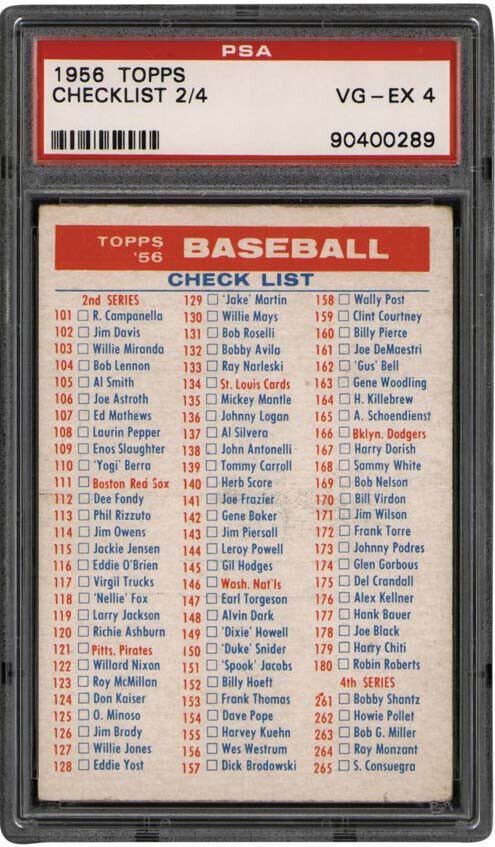 PSA
1956 TOPPS
CHECKLIST 2/4 VG-EX 4
90400289
TOPPS '56 BASEBALL
CHECK LIST
2nd SERIES
101 R. Campanella
102 Jim Davis
103 Willie Miranda
104 Bob Lennon
105 Al Smith
106 Joe Astroth
107 Ed Mathews
108 Laurin Pepper
109 Enos Slaughter
110 'Yogi' Berra
111 Boston Red Sox
112 Dee Fondy
113 Phil Rizzuto
114 Jim Owens
115 Jackie Jensen
116 Eddie O'Brien
117 Virgil Trucks
118 'Nellie' Fox
119 Larry Jackson
120 Richie Ashburn
121 Pitts. Pirates
122 Willard Nixon
123 Roy McMillan
124 Don Kaiser
125 O. Minoso
126 Jim Brady
127 Willie Jones
128 Eddie Yost
129 'Jake' Martin
130 Willie Mays
131 Bob Roselli
132 Bobby Avila
133 Ray Narleski
134 St. Louis Cards
135 Mickey Mantle
136 Johnny Logan
137 Al Silvera
138 John Antonelli
139 Tommy Carroll
140 Herb Score
141 Joe Frazier
142 Gene Baker
143 Jim Piersall
144 Leroy Powell
145 Gil Hodges
146 Wash. Nat'ls
147 Earl Torgeson
148 Alvin Dark
149 'Dixie' Howell
150 'Duke' Snider
151 'Spook' Jacobs
152 Billy Hoeft
153 Frank Thomas
154 Dave Pope
155 Harvey Kuehn
156 Wes Westrum
157 Dick Brodowski
158 Wally Post
159 Clint Courtney
160 Billy Pierce
161 Joe DeMaestri
162 'Gus' Bell
163 Gene Woodling
164 H. Killebrew
165 A. Schoendienst
166 Bklyn. Dodgers
167 Harry Dorish
168 Sammy White
169 Bob Nelson
170 Bill Virdon
171 Jim Wilson
172 Frank Torre
173 Johnny Podres
174 Glen Gorbous
175 Del Crandall
176 Alex Kellner
177 Hank Bauer
178 Joe Black
179 Harry Chiti
180 Robin Roberts
4th SERIES
261 Bobby Shantz
262 Howie Pollet
263 Bob G. Miller
264 Ray Monzant
265 S. Consuegra